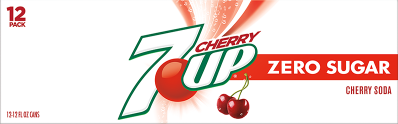 12
PACK
CHERRY
7UP
ZERO SUGAR
CHERRY SODA
12-12 FL OZ CANS